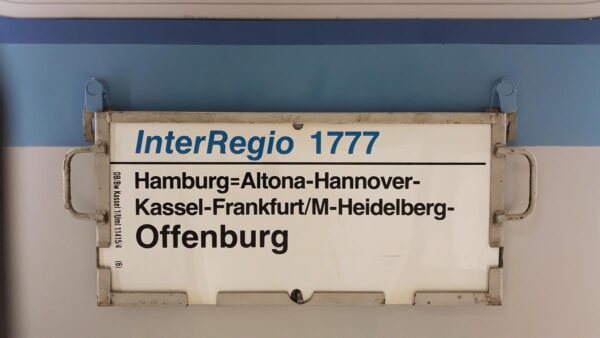 InterRegio 1777
Hamburg=Altona-Hannover-
Kassel-Frankfurt/M-Heidelberg-
Offenburg